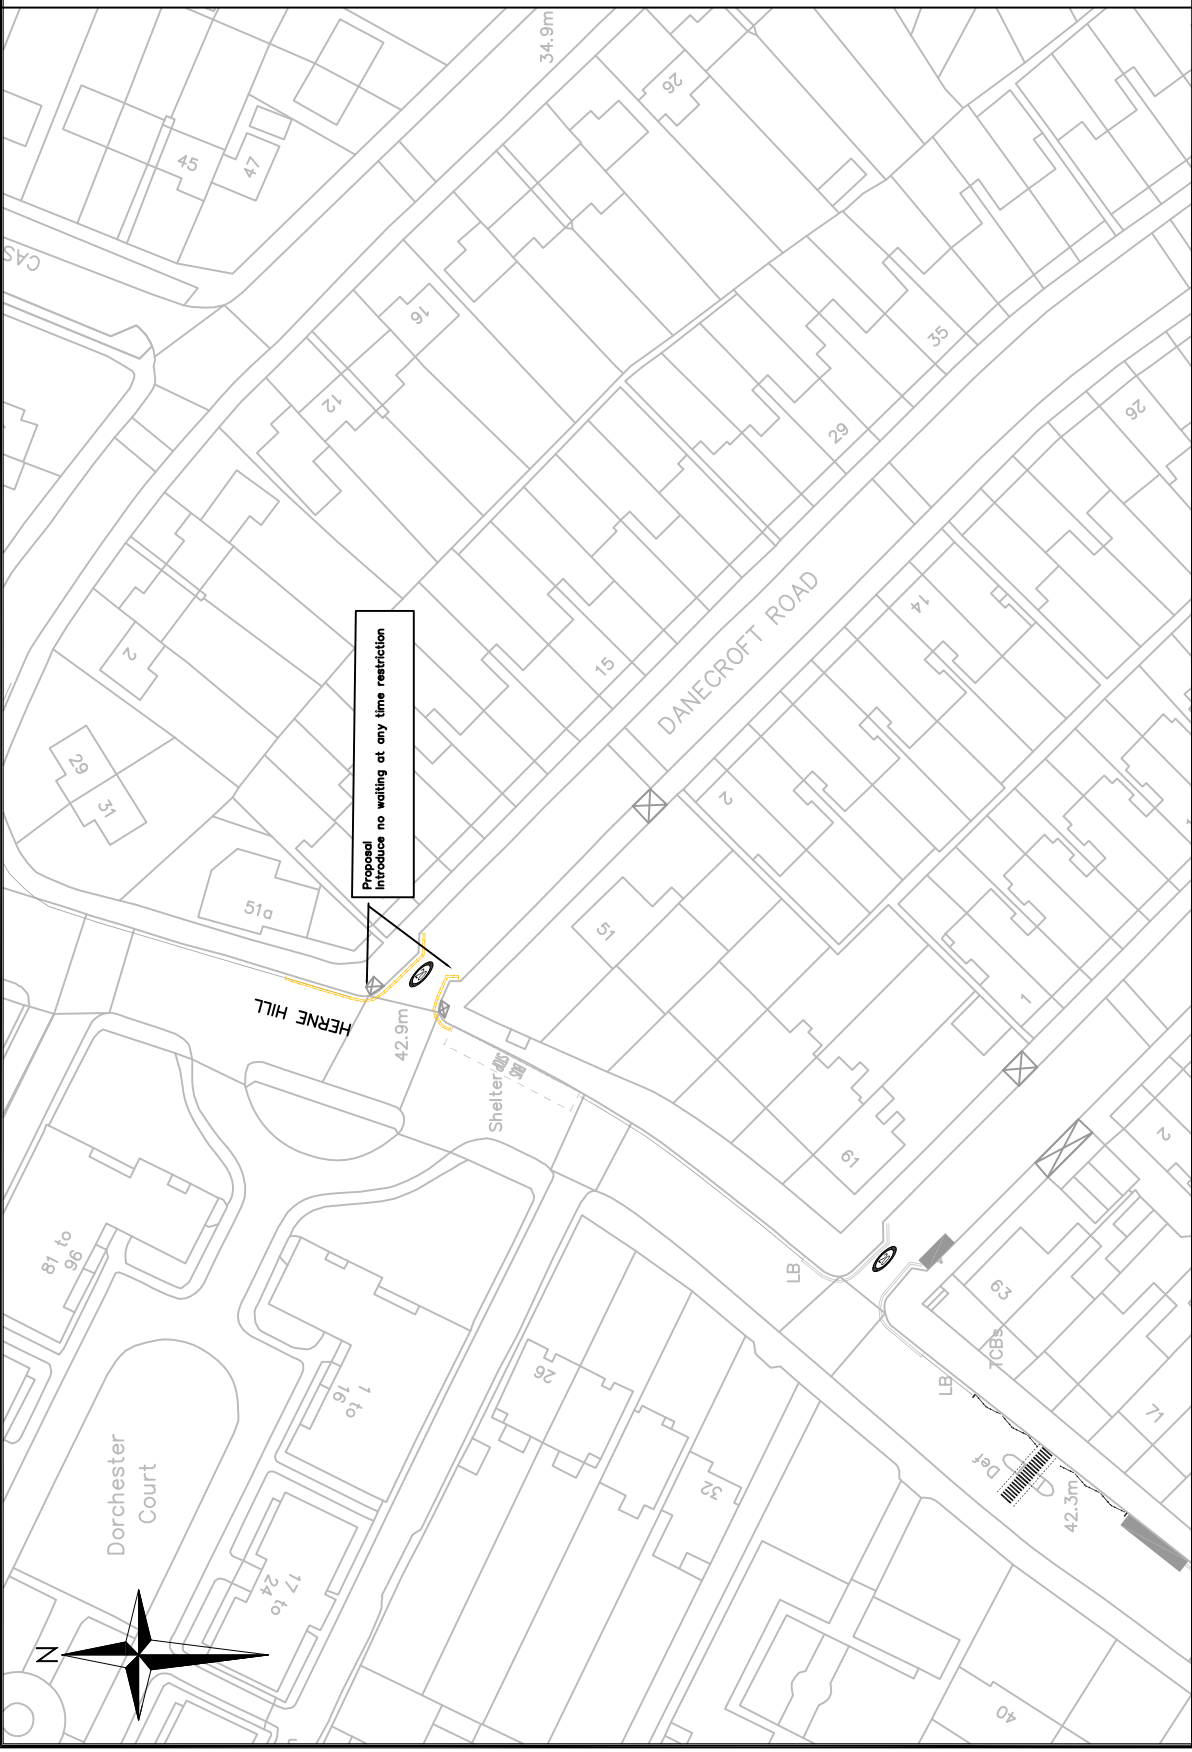 CAS
34.9m
45
47
26
16
12
35
29
26
2
Proposal
Introduce no waiting at any time restriction
DANECROFT ROAD
15
14
29
31
2
51a
51
HERNE HILL
42.9m
Shelter
BUS
STOP
1
61
2
81 to
96
LB
63
TCBs
LB
71
1 to
16
26
Dorchester
Court
32
Def
42.3m
17 to
24
N
40